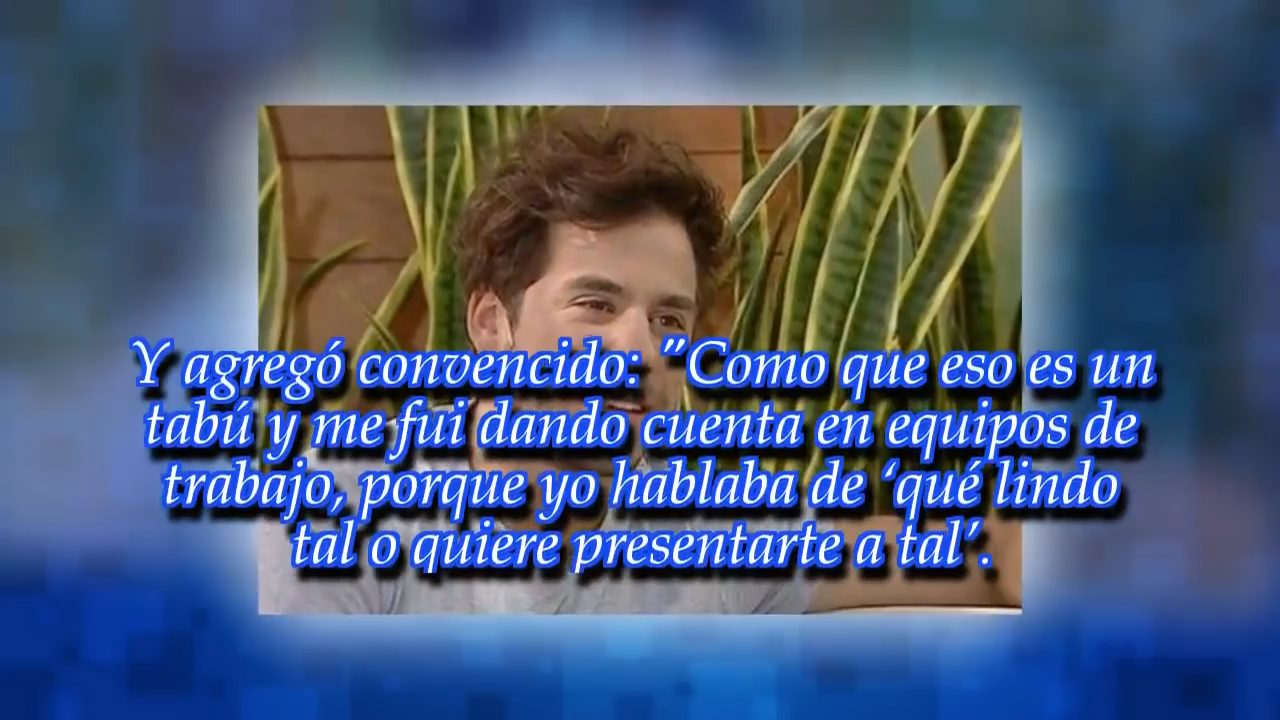 Y agregó convencido: "Como que eso es un
tabú y me fui dando cuenta en equipos de
trabajo, porque yo hablaba de ‘qué lindo
tal o quiere presentarte a tal’.